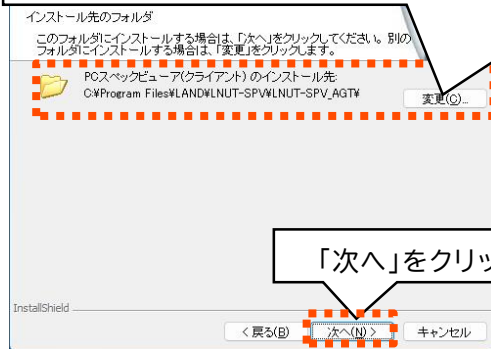 インストール先のフォルダ
このフォルダにインストールする場合は、「次へ」をクリックしてください。別の
フォルダにインストールする場合は、「変更」をクリックします。
PCスペックビューア(クライアント) のインストール先:
C:¥Program Files¥LAND¥LNUT-SPV¥LNUT-SPV_AGT¥
変更(C)...
「次へ」をクリッ
InstallShield
< 戻る(B)
次へ(N) >
キャンセル